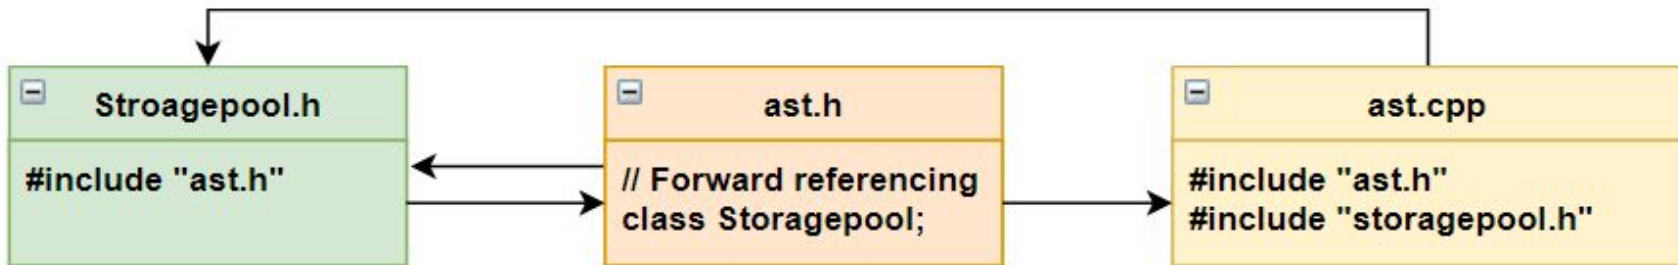 Stroagepool.h
#include "ast.h"
ast.h
// Forward referencing
class Storagepool;
ast.cpp
#include "ast.h"
#include "storagepool.h"